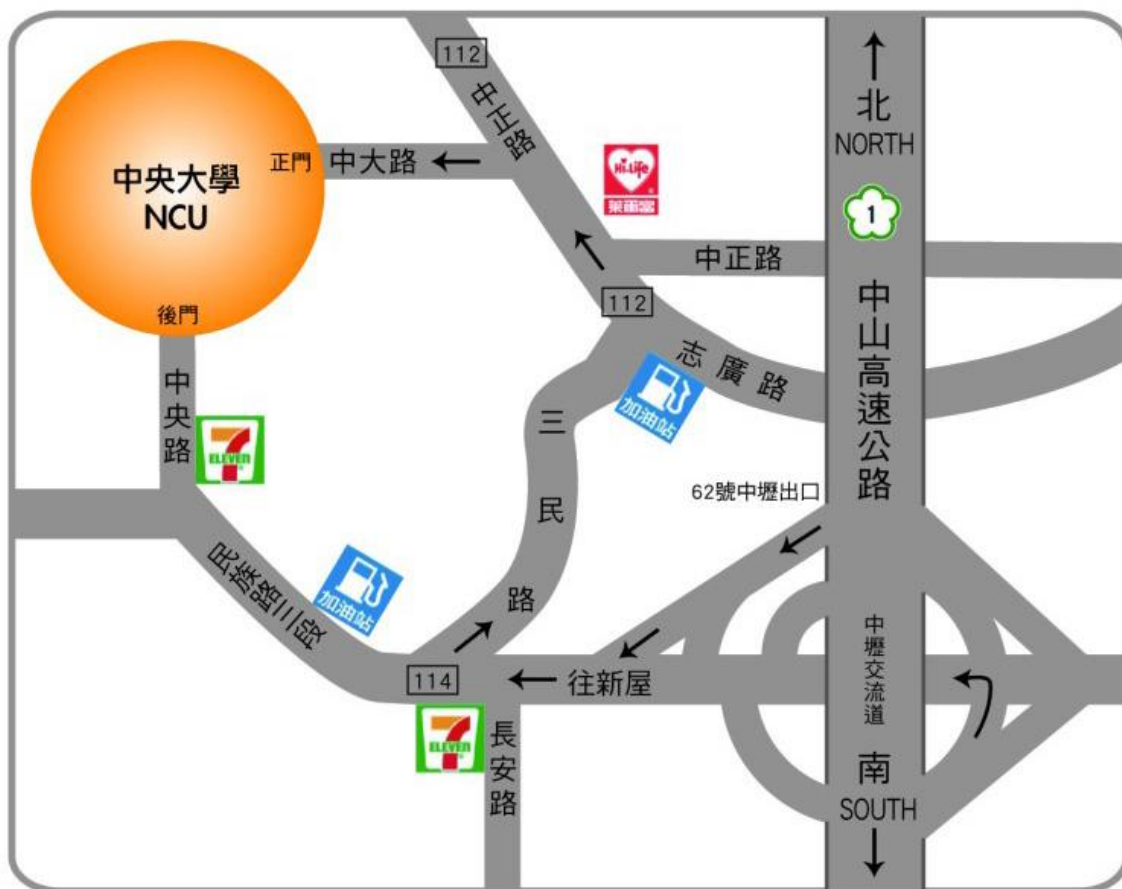 中央大學
NCU
正門
後門
中大路
112
中正路
Hi-Life
萊爾富
112
中正路
北
NORTH
1
中山高速公路
志廣路
加油站
三民路
62號中壢出口
中央路
7
ELEVEN
民族路三段
加油站
114
往新屋
7
ELEVEN
長安路
中壢交流道
南
SOUTH